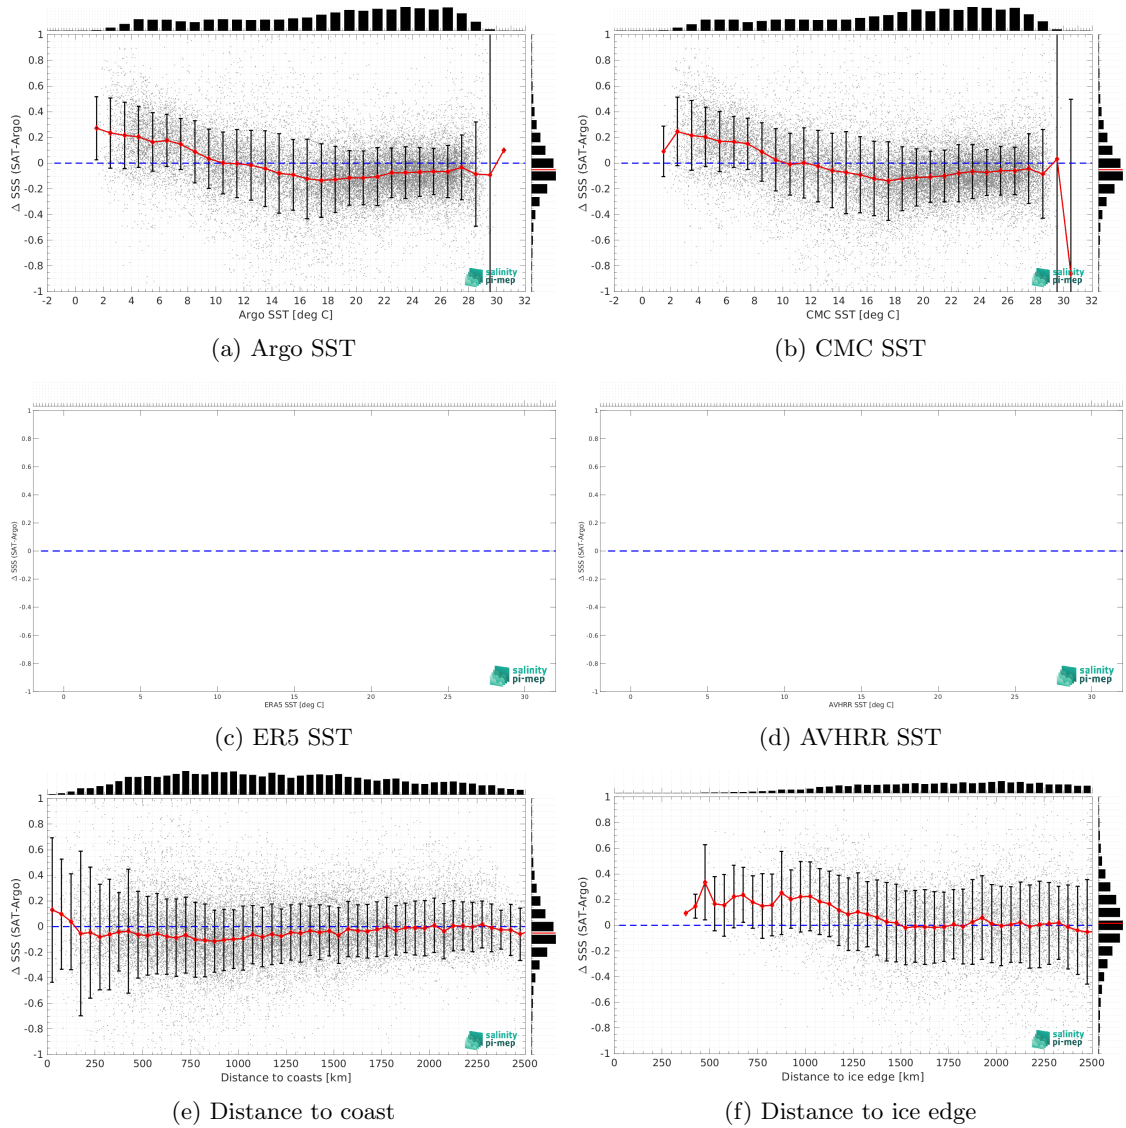 1
0.8
0.6
0.4
0.2
0
-0.2
-0.4
-0.6
-0.8
-1
Δ SSS (SAT-Argo)
salinity
pi-mep
-2 0 2 4 6 8 10 12 14 16 18 20 22 24 26 28 30 32
Argo SST [deg C]
(a) Argo SST
1
0.8
0.6
0.4
0.2
0
-0.2
-0.4
-0.6
-0.8
-1
Δ SSS (SAT-Argo)
salinity
pi-mep
-2 0 2 4 6 8 10 12 14 16 18 20 22 24 26 28 30 32
CMC SST [deg C]
(b) CMC SST
1
0.8
0.6
0.4
0.2
0
-0.2
-0.4
-0.6
-0.8
-1
Δ SSS (SAT-Argo)
salinity
pi-mep
0 5 10 15 20 25 30
ERA5 SST [deg C]
(c) ER5 SST
1
0.8
0.6
0.4
0.2
0
-0.2
-0.4
-0.6
-0.8
-1
Δ SSS (SAT-Argo)
salinity
pi-mep
0 5 10 15 20 25 30
AVHRR SST [deg C]
(d) AVHRR SST
1
0.8
0.6
0.4
0.2
0
-0.2
-0.4
-0.6
-0.8
-1
Δ SSS (SAT-Argo)
salinity
pi-mep
0 250 500 750 1000 1250 1500 1750 2000 2250 2500
Distance to coasts [km]
(e) Distance to coast
1
0.8
0.6
0.4
0.2
0
-0.2
-0.4
-0.6
-0.8
-1
Δ SSS (SAT-Argo)
salinity
pi-mep
0 250 500 750 1000 1250 1500 1750 2000 2250 2500
Distance to ice edge [km]
(f) Distance to ice edge